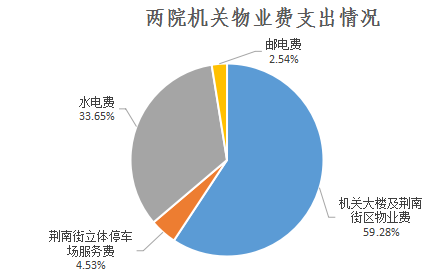 两院机关物业费支出情况
邮电费
2.54%
水电费
33.65%
机关大楼及荆南
街区物业费
59.28%
荆南街立体停车
场服务费
4.53%